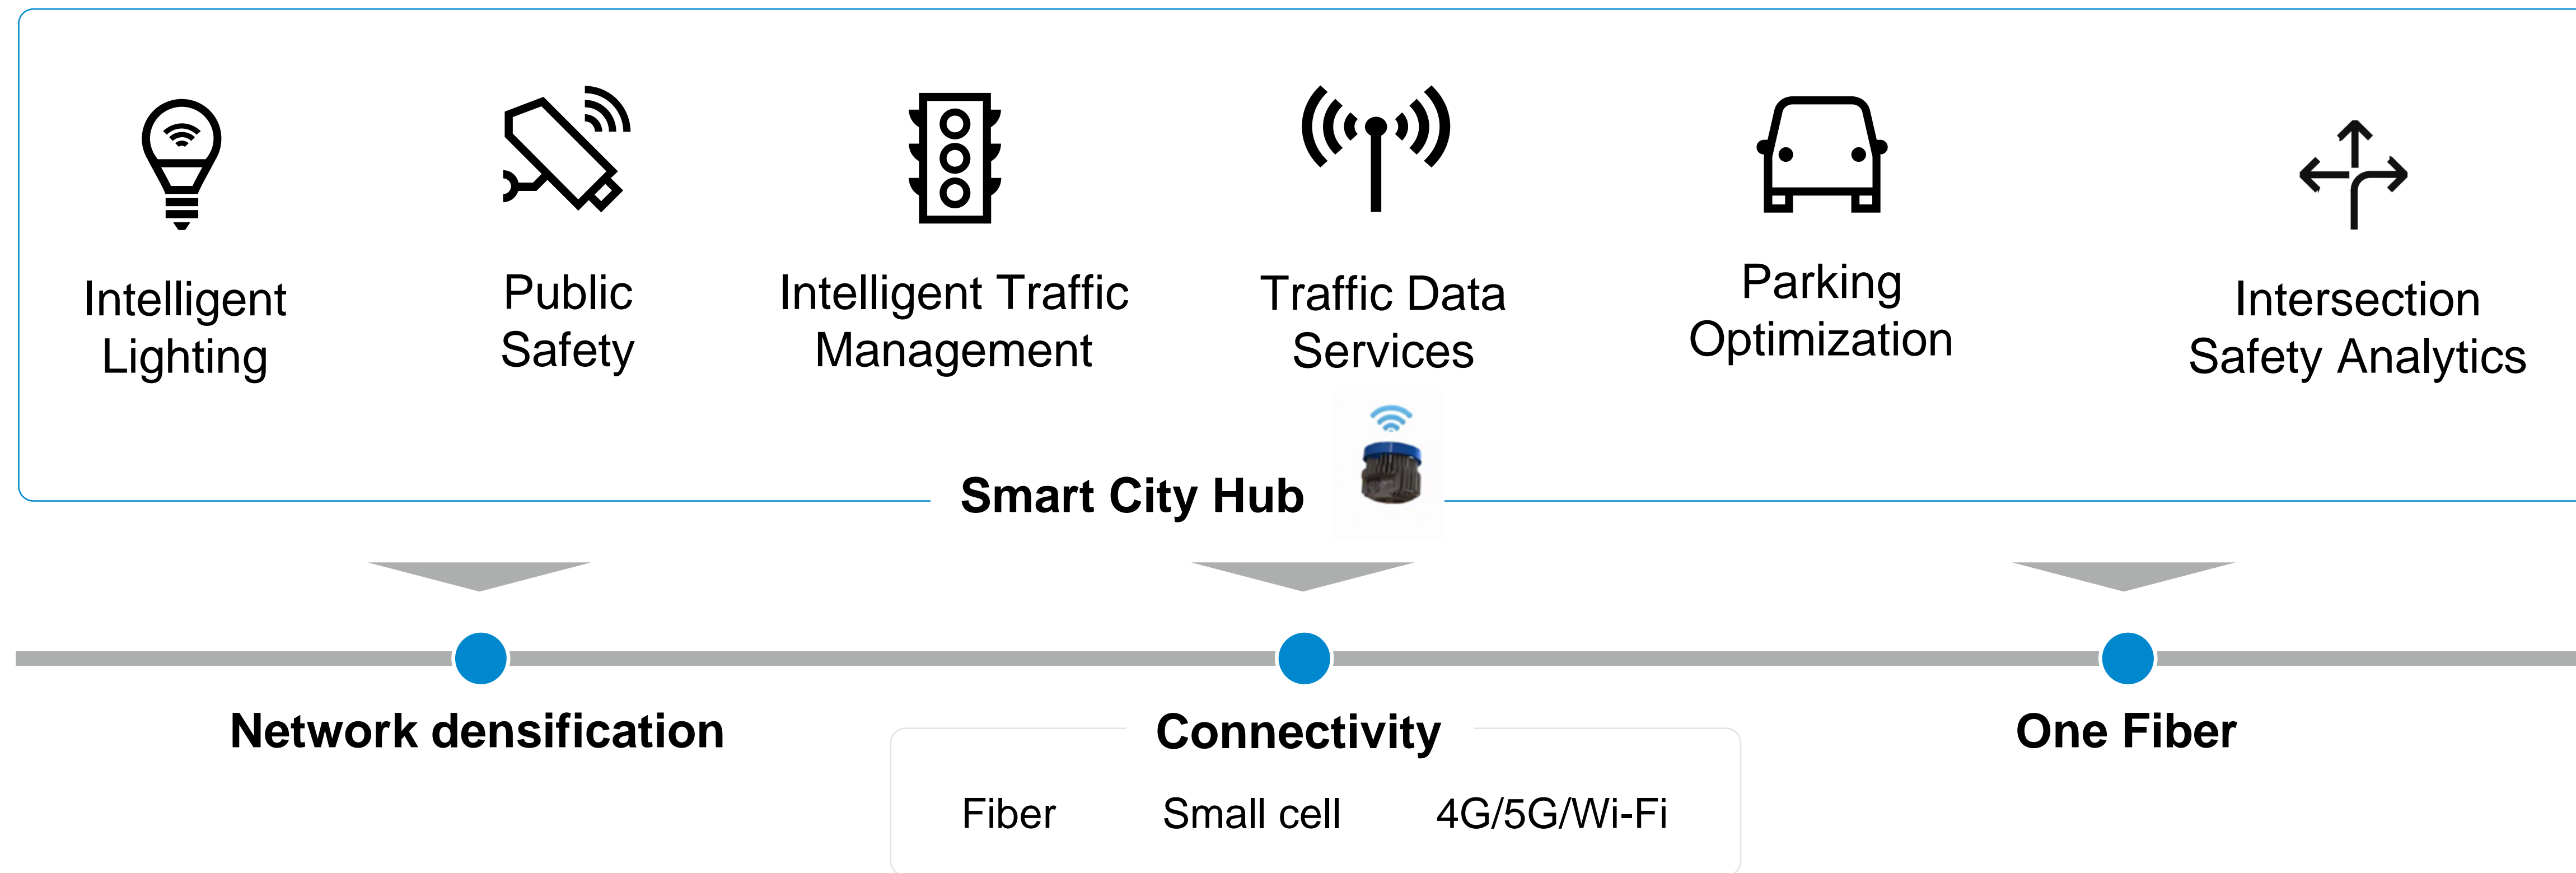 Intelligent
Lighting
Public
Safety
Intelligent Traffic
Management
Traffic Data
Services
Parking
Optimization
Intersection
Safety Analytics
Smart City Hub
Network densification
Connectivity
One Fiber
Fiber
Small cell
4G/5G/Wi-Fi